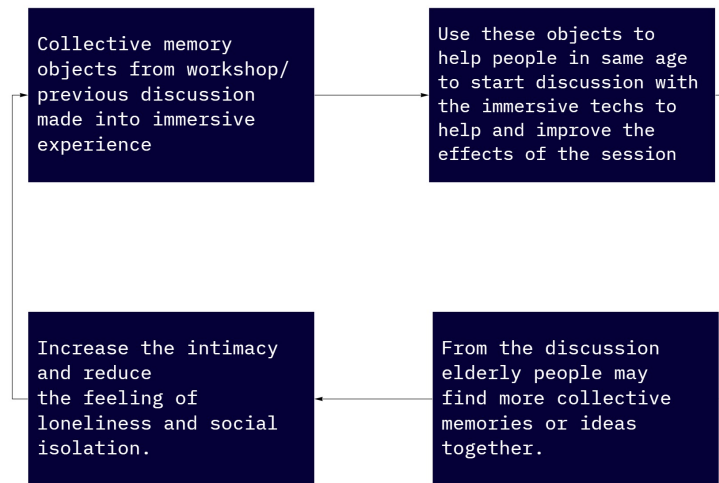 Collective memory
objects from workshop/
previous discussion
made into immersive
experience
Use these objects to
help people in same age
to start discussion with
the immersive techs to
help and improve the
effects of the session
Increase the intimacy
and reduce
the feeling of
loneliness and social
isolation.
From the discussion
elderly people may
find more collective
memories or ideas
together.